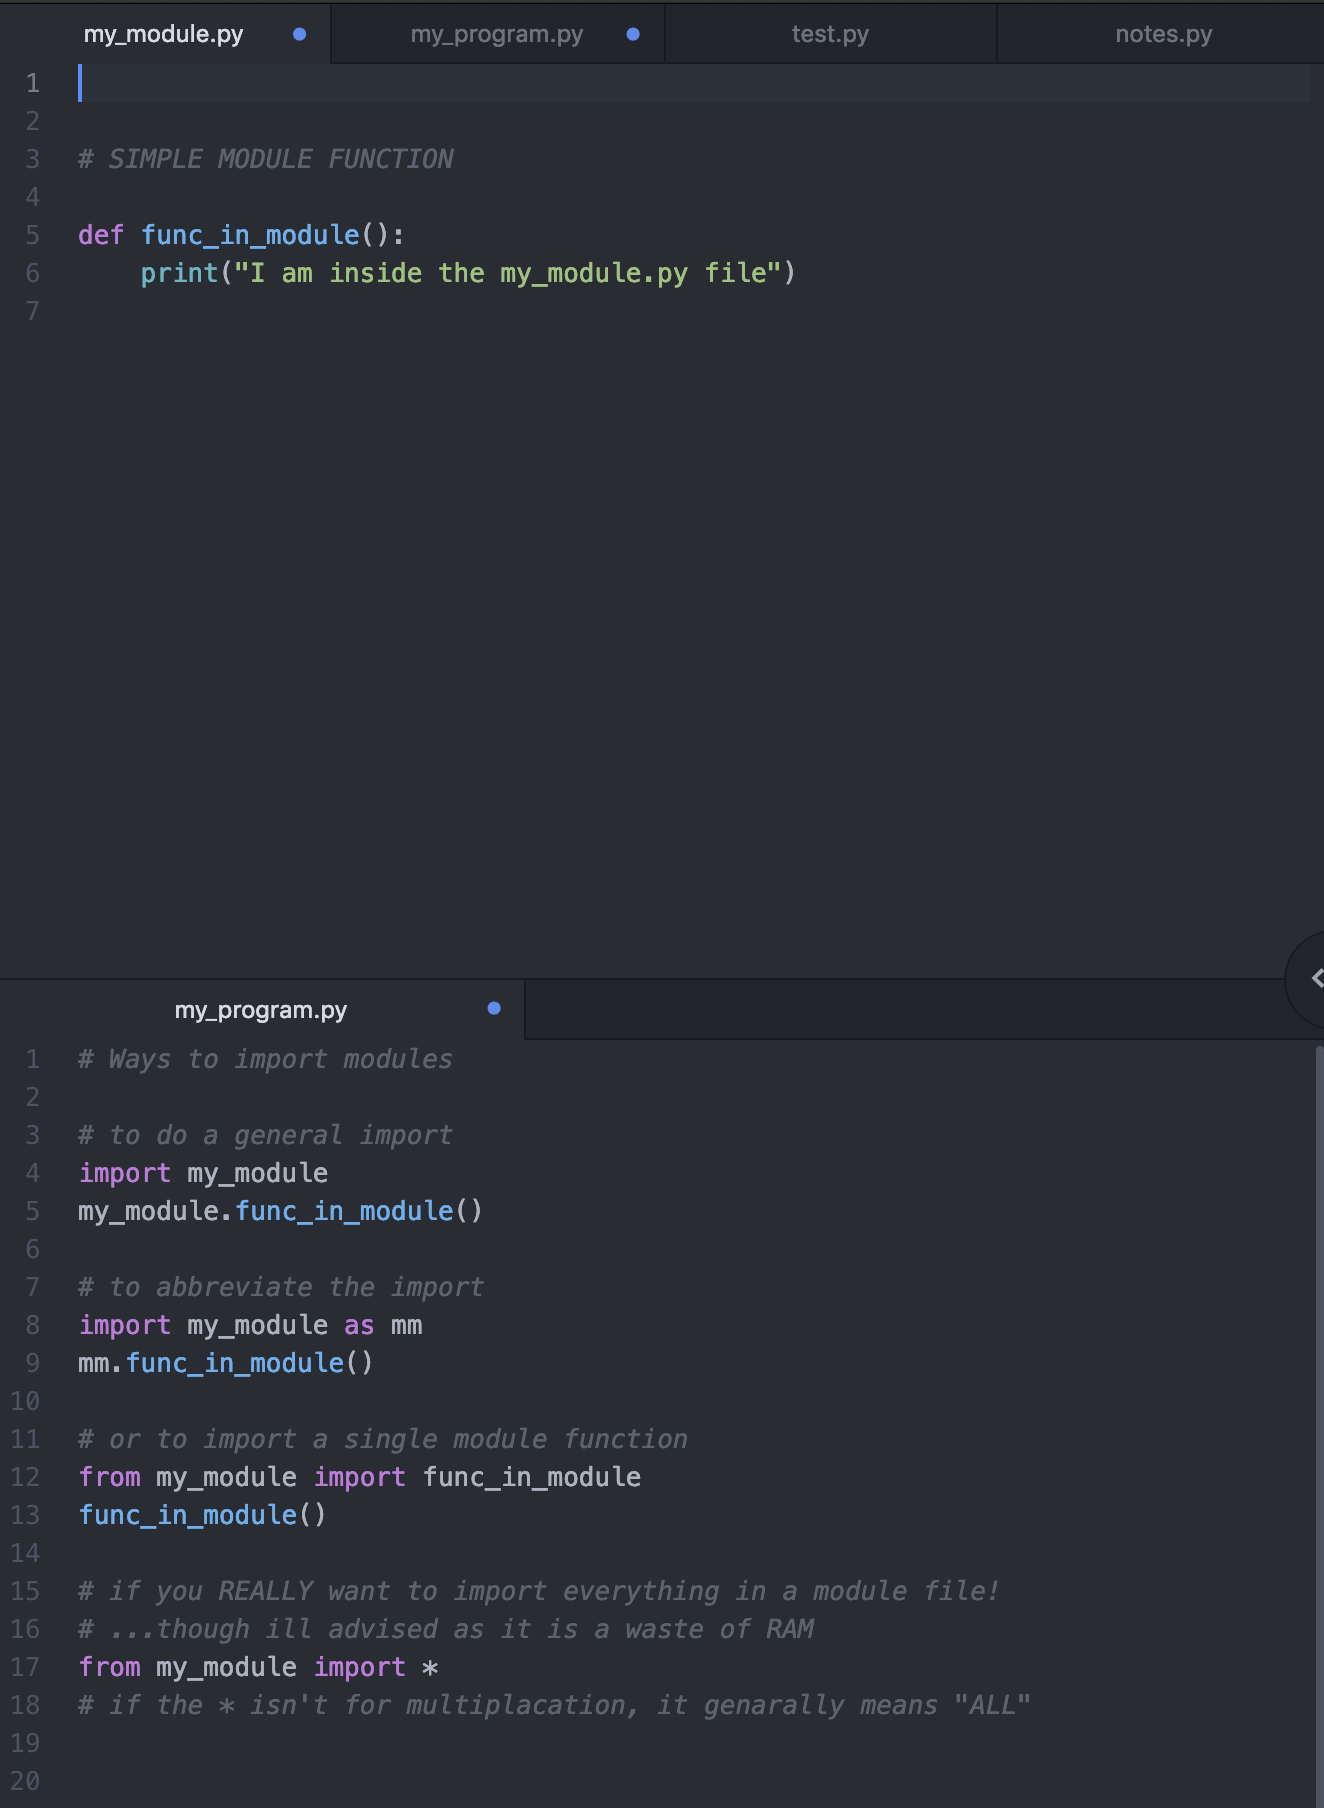 my_module.py my_program.py test.py notes.py
1
2
3 # SIMPLE MODULE FUNCTION
4
5 def func_in_module():
6     print("I am inside the my_module.py file")
7
my_program.py
1 # Ways to import modules
2
3 # to do a general import
4 import my_module
5 my_module.func_in_module()
6
7 # to abbreviate the import
8 import my_module as mm
9 mm.func_in_module()
10
11 # or to import a single module function
12 from my_module import func_in_module
13 func_in_module()
14
15 # if you REALLY want to import everything in a module file!
16 # ...though ill advised as it is a waste of RAM
17 from my_module import *
18 # if the * isn't for multiplacation, it genarally means "ALL"
19
20